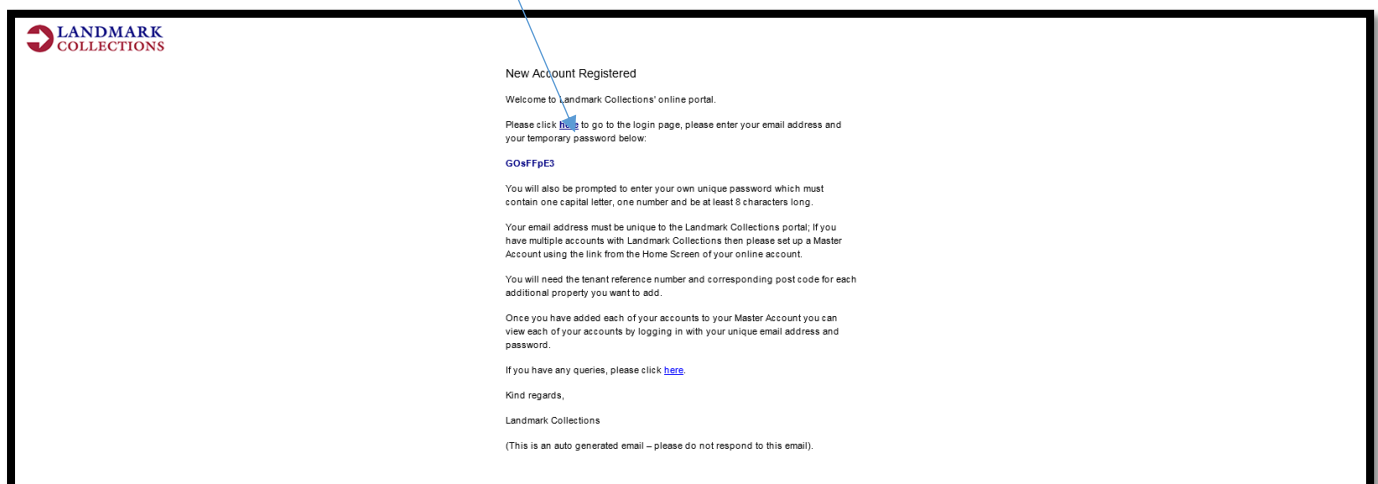 LANDMARK
COLLECTIONS
New Account Registered
Welcome to Landmark Collections' online portal.
Please click here to go to the login page, please enter your email address and
your temporary password below:
GOsFFpE3
You will also be prompted to enter your own unique password which must
contain one capital letter, one number and be at least 8 characters long.
Your email address must be unique to the Landmark Collections portal; If you
have multiple accounts with Landmark Collections then please set up a Master
Account using the link from the Home Screen of your online account.
You will need the tenant reference number and corresponding post code for each
additional property you want to add.
Once you have added each of your accounts to your Master Account you can
view each of your accounts by logging in with your unique email address and
password.
If you have any queries, please click here.
Kind regards,
Landmark Collections
(This is an auto generated email – please do not respond to this email).